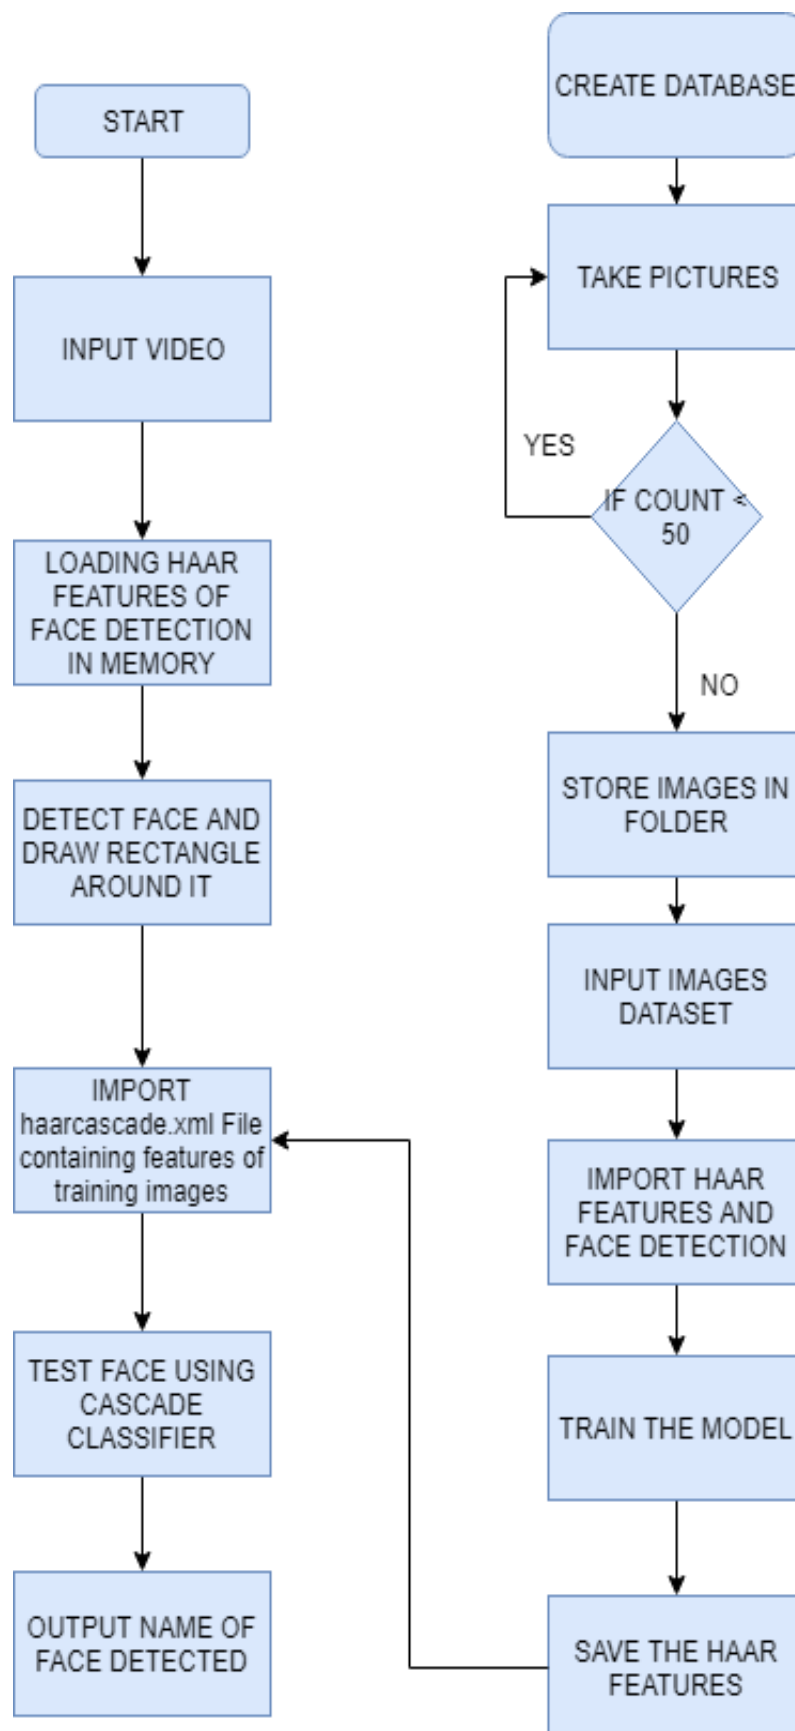 START
INPUT VIDEO
LOADING HAAR
FEATURES OF
FACE DETECTION
IN MEMORY
DETECT FACE AND
DRAW RECTANGLE
AROUND IT
IMPORT
haarcascade.xml File
containing features of
training images
TEST FACE USING
CASCADE
CLASSIFIER
OUTPUT NAME OF
FACE DETECTED
CREATE DATABASE
TAKE PICTURES
YES
IF COUNT <
50
NO
STORE IMAGES IN
FOLDER
INPUT IMAGES
DATASET
IMPORT HAAR
FEATURES AND
FACE DETECTION
TRAIN THE MODEL
SAVE THE HAAR
FEATURES